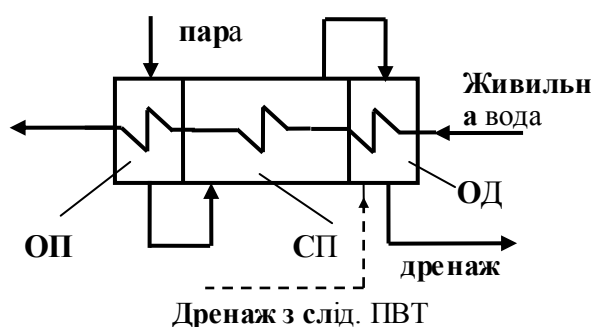 пара
Живильн
а вода
ОП
СП
ОД
дренаж
Дренаж з слід. ПВТ